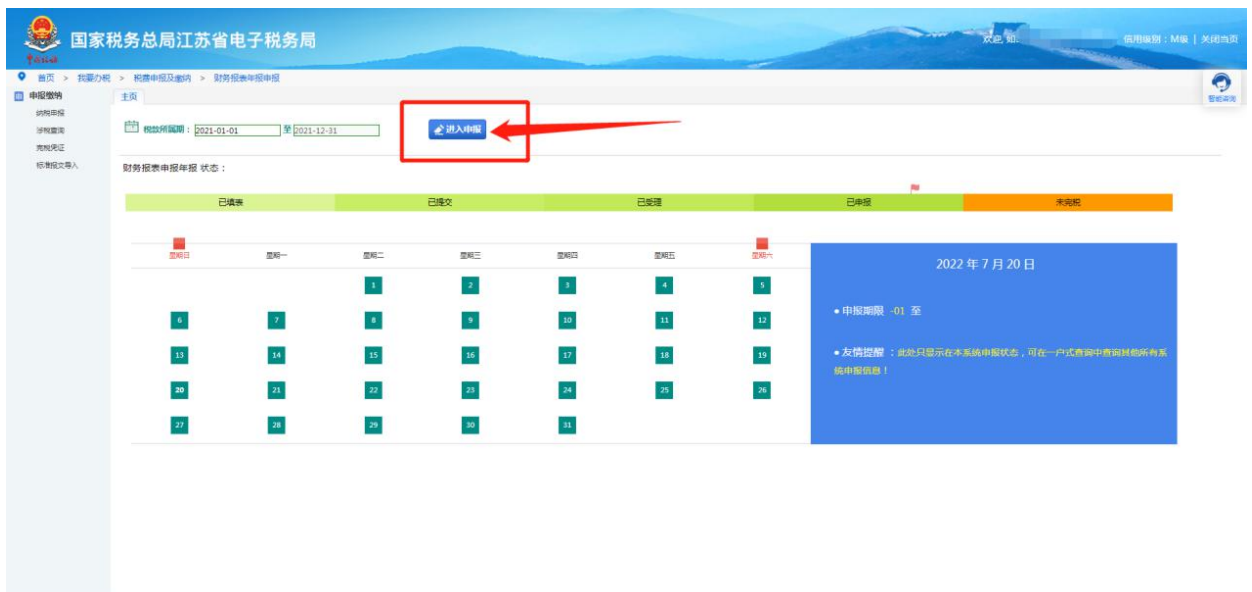 国家税务总局江苏省电子税务局
欢迎,知
信用级别：M级 | 关闭当页
首页 > 我要办税 > 税费申报及缴纳 > 财务报表年报申报
智能咨询
申报缴纳
纳税申报
涉税查询
完税凭证
标准报文导入
主页
税款所属期：2021-01-01 至 2021-12-31
进入申报
财务报表申报年报 状态：
已填表 已提交 已受理 已申报 未完税
星期日 星期一 星期二 星期三 星期四 星期五 星期六
1 2 3 4 5
6 7 8 9 10 11 12
13 14 15 16 17 18 19
20 21 22 23 24 25 26
27 28 29 30 31
2022 年 7 月 20 日
• 申报期限 -01 至
• 友情提醒 ：此处只显示在本系统申报状态，可在一户式查询中查询其他所有系
统申报信息！